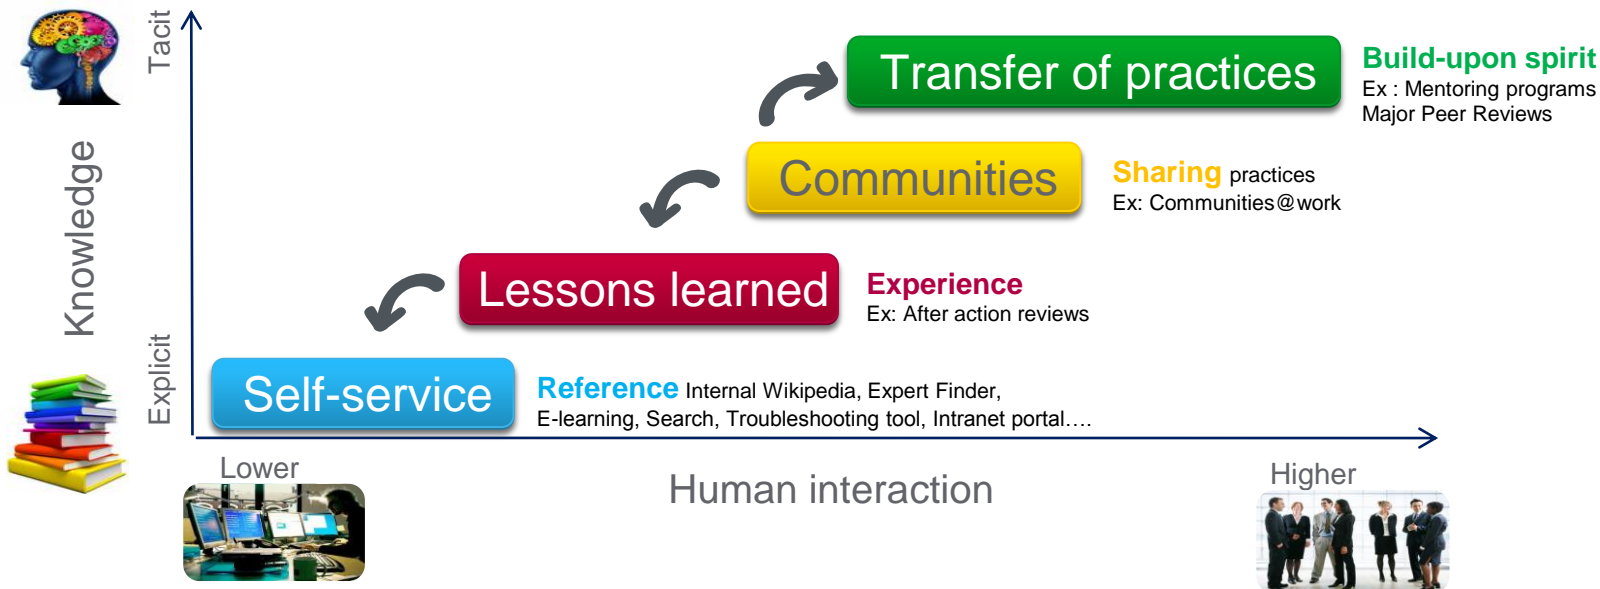 Tacit
Knowledge
Explicit
Transfer of practices
Build-upon spirit
Ex : Mentoring programs
Major Peer Reviews
Communities
Sharing practices
Ex: Communities@work
Lessons learned
Experience
Ex: After action reviews
Self-service
Reference Internal Wikipedia, Expert Finder,
E-learning, Search, Troubleshooting tool, Intranet portal....
Lower
Human interaction
Higher